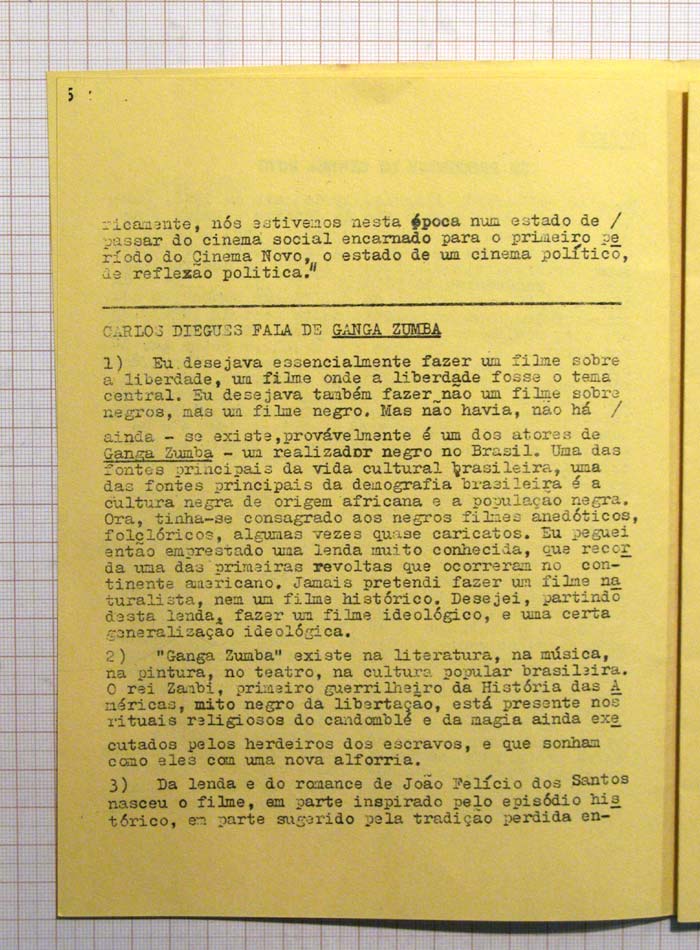 5
ricamente, nós estivemos nesta época num estado de /
passar do cinema social encarnado para o primeiro pe
ríodo do Cinema Novo, o estado de um cinema político,
de reflexão politica."
CARLOS DIEGUES FALA DE GANGA ZUMBA
1) Eu desejava essencialmente fazer um filme sobre
a liberdade, um filme onde a liberdade fosse o tema
central. Eu desejava também fazer não um filme sobre
negros, mas um filme negro. Mas não havia, não há /
ainda - se existe, provávelmente é um dos atores de
Ganga Zumba - um realizador negro no Brasil. Uma das
fontes principais da vida cultural brasileira, uma
das fontes principais da demografia brasileira é a
cultura negra de origem africana e a população negra.
Ora, tinha-se consagrado aos negros filmes anedóticos,
folclóricos, algumas vezes quase caricatos. Eu peguei
então emprestado uma lenda muito conhecida, que recor
da uma das primeiras revoltas que ocorreram no con-
tinente americano. Jamais pretendi fazer um filme na
turalista, nem um filme histórico. Desejei, partindo
desta lenda, fazer um filme ideológico, e uma certa
generalização ideológica.
2) "Ganga Zumba" existe na literatura, na música,
na pintura, no teatro, na cultura popular brasileira.
O rei Zambi, primeiro guerrilheiro da História das A
méricas, mito negro da libertação, está presente nos
rituais religiosos do candomblé e da magia ainda exe
cutados pelos herdeiros dos escravos, e que sonham
como eles com uma nova alforria.
3) Da lenda e do romance de João Felício dos Santos
nasceu o filme, em parte inspirado pelo episódio his
tórico, em parte sugerido pela tradição perdida en-